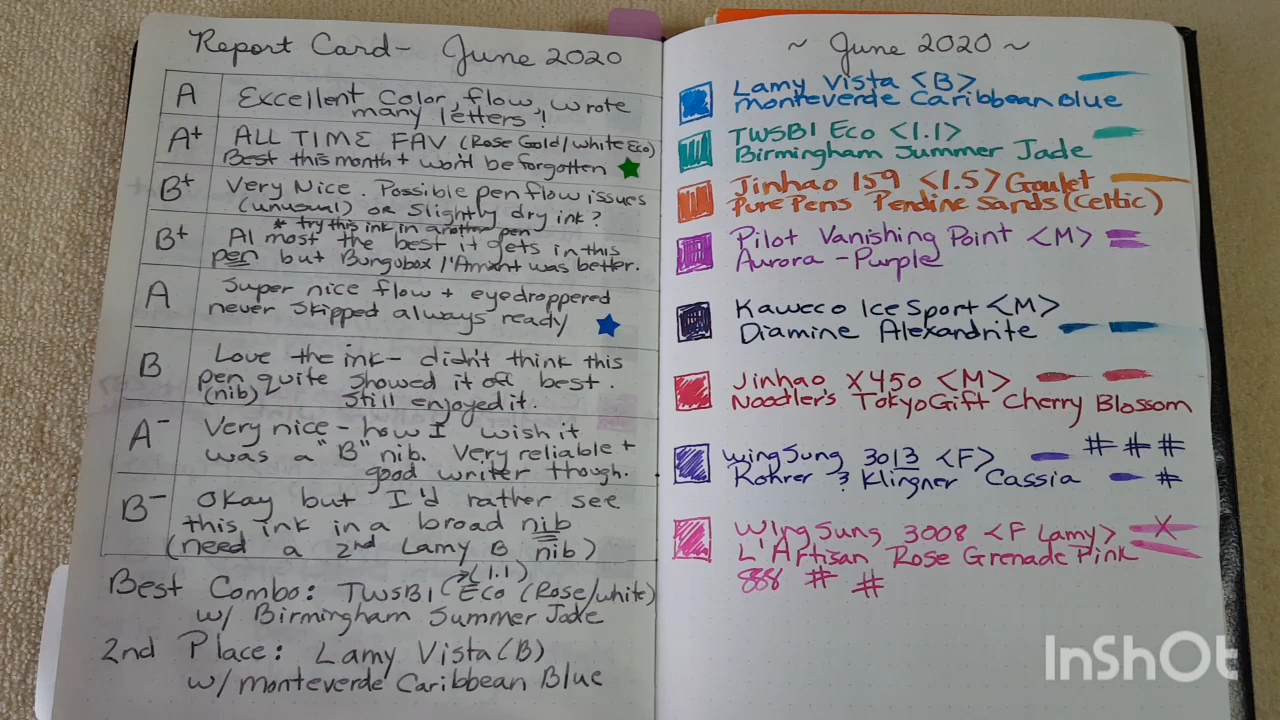 Report Card- June 2020
A
Excellent Color, flow, wrote
many letters!
A+
ALL TIME FAV (Rose Gold/white Eco)
Best this month + won't be forgotten
B+
Very Nice. Possible pen flow issues
(unusual) or slightly dry ink?
* try this ink in another pen
B+
Almost the best it gets in this
pen but Bungubox l'Amant was better.
A
Super nice flow + eyedroppered
never skipped always ready
B
Love the ink- didn't think this
pen quite showed it off best.
(nib) Still enjoyed it.
A-
Very nice - how I wish it
was a "B" nib. Very reliable +
good writer though.
B-
Okay but I'd rather see
this ink in a broad nib
(need a 2nd Lamy B nib)
Best Combo: TWSBI Eco (1.1) (Rose/white)
w/ Birmingham Summer Jade
2nd Place: Lamy Vista (B)
w/ monteverde Caribbean Blue
~ June 2020 ~
Lamy Vista <B>
monteverde Caribbean Blue
TWSBI Eco <1.1>
Birmingham Summer Jade
Jinhao 159 <1.5> Goulet
Pure Pens Pendine Sands (Celtic)
Pilot Vanishing Point <M>
Aurora - Purple
Kaweco Ice Sport <M>
Diamine Alexandrite
Jinhao X450 <M>
Noodler's Tokyo Gift Cherry Blossom
wing Sung 3013 <F> # # #
Rohrer & Klingner Cassia #
Wing Sung 3008 <F Lamy> X
L'Artisan Rose Grenade Pink
888 # #
InShOt